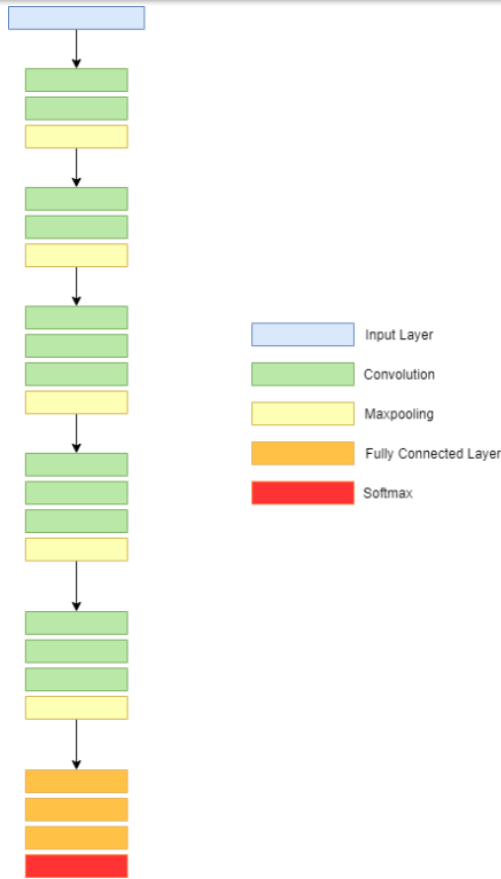 Input Layer
Convolution
Maxpooling
Fully Connected Layer
Softmax